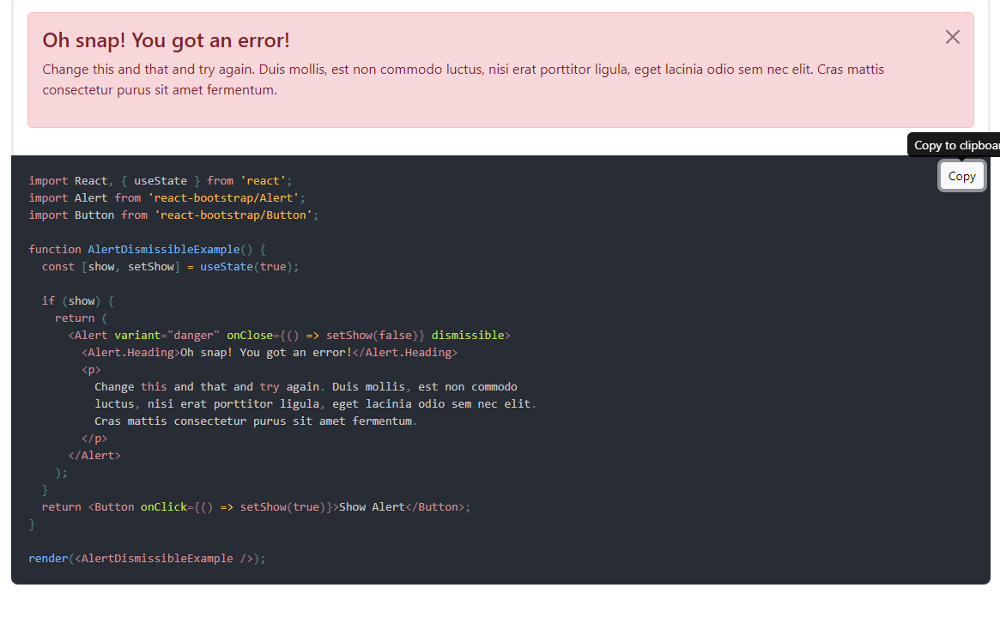 Oh snap! You got an error!
Change this and that and try again. Duis mollis, est non commodo luctus, nisi erat porttitor ligula, eget lacinia odio sem nec elit. Cras mattis
consectetur purus sit amet fermentum.
Copy to clipboar
Copy
import React, { useState } from 'react';
import Alert from 'react-bootstrap/Alert';
import Button from 'react-bootstrap/Button';
function AlertDismissibleExample() {
  const [show, setShow] = useState(true);
  if (show) {
    return (
      <Alert variant="danger" onClose={() => setShow(false)} dismissible>
        <Alert.Heading>Oh snap! You got an error!</Alert.Heading>
        <p>
          Change this and that and try again. Duis mollis, est non commodo
          luctus, nisi erat porttitor ligula, eget lacinia odio sem nec elit.
          Cras mattis consectetur purus sit amet fermentum.
        </p>
      </Alert>
    );
  }
  return <Button onClick={() => setShow(true)}>Show Alert</Button>;
}
render(<AlertDismissibleExample />);